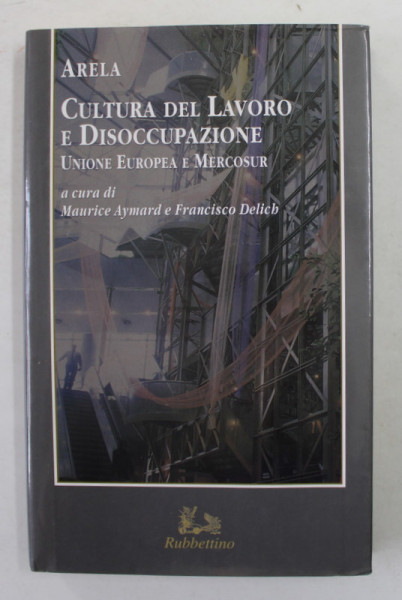 ARELA
CULTURA DEL LAVORO
E DISOCCUPAZIONE
UNIONE EUROPEA E MERCOSUR
a cura di
Maurice Aymard e Francisco Delich
Rubbettino